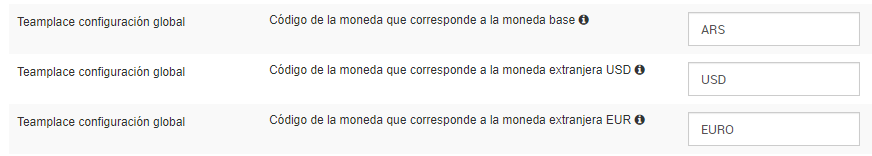 Teamplace configuración global Código de la moneda que corresponde a la moneda base ARS
Teamplace configuración global Código de la moneda que corresponde a la moneda extranjera USD USD
Teamplace configuración global Código de la moneda que corresponde a la moneda extranjera EUR EURO